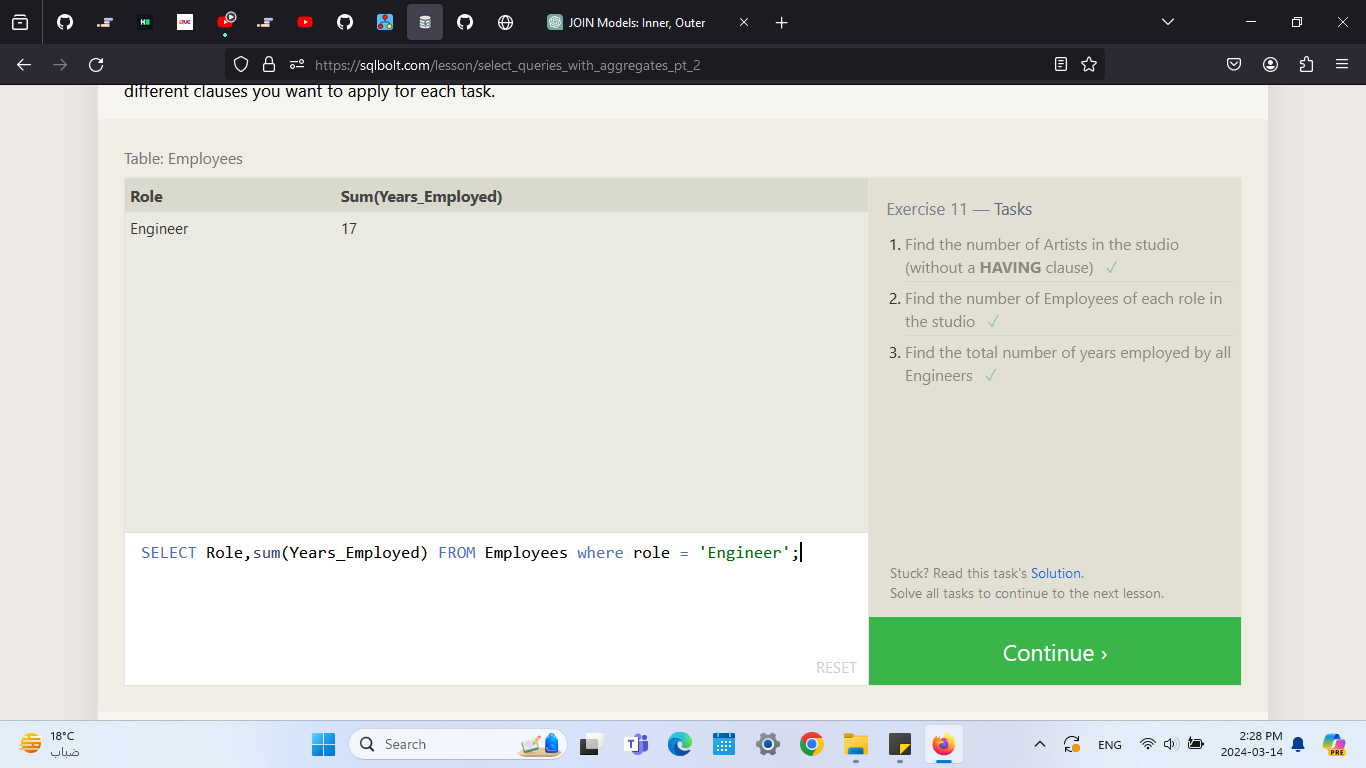 JOIN Models: Inner, Outer
https://sqlbolt.com/lesson/select_queries_with_aggregates_pt_2
different clauses you want to apply for each task.
Table: Employees
Role Sum(Years_Employed)
Engineer 17
Exercise 11 — Tasks
1. Find the number of Artists in the studio
(without a HAVING clause) ✓
2. Find the number of Employees of each role in
the studio ✓
3. Find the total number of years employed by all
Engineers ✓
SELECT Role,sum(Years_Employed) FROM Employees where role = 'Engineer';
RESET
Stuck? Read this task's Solution.
Solve all tasks to continue to the next lesson.
Continue ›
18°C
ضباب
Search
ENG
2:28 PM
2024-03-14
PRE